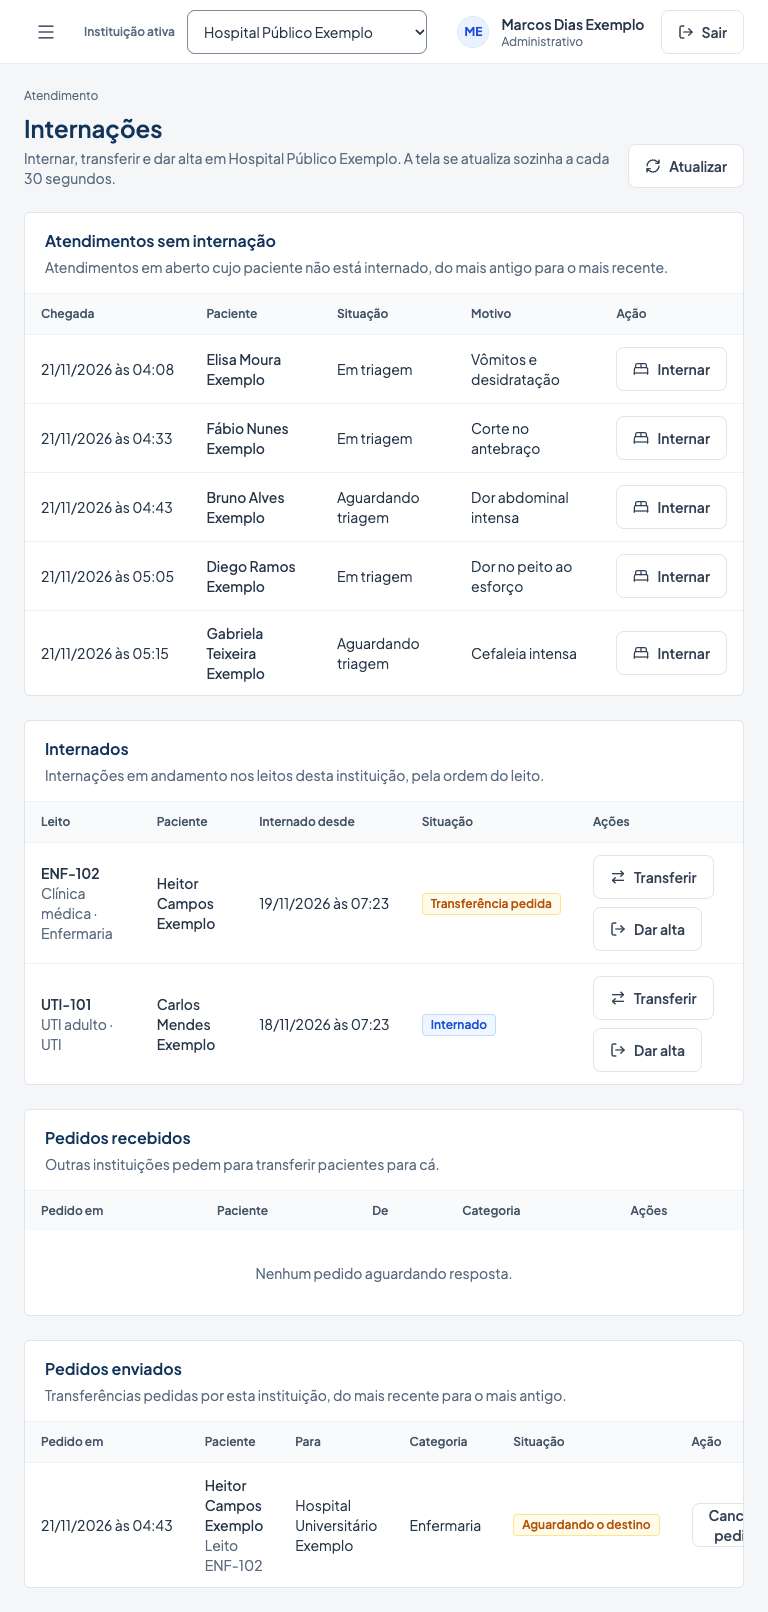 Instituição ativa
Hospital Público Exemplo
ME
Marcos Dias Exemplo
Administrativo
Sair
Atendimento
Internações
Internar, transferir e dar alta em Hospital Público Exemplo. A tela se atualiza sozinha a cada
30 segundos.
Atualizar
Atendimentos sem internação
Atendimentos em aberto cujo paciente não está internado, do mais antigo para o mais recente.
Chegada Paciente Situação Motivo Ação
21/11/2026 às 04:08 Elisa Moura Exemplo Em triagem Vômitos e desidratação Internar
21/11/2026 às 04:33 Fábio Nunes Exemplo Em triagem Corte no antebraço Internar
21/11/2026 às 04:43 Bruno Alves Exemplo Aguardando triagem Dor abdominal intensa Internar
21/11/2026 às 05:05 Diego Ramos Exemplo Em triagem Dor no peito ao esforço Internar
21/11/2026 às 05:15 Gabriela Teixeira Exemplo Aguardando triagem Cefaleia intensa Internar
Internados
Internações em andamento nos leitos desta instituição, pela ordem do leito.
Leito Paciente Internado desde Situação Ações
ENF-102 Clínica médica · Enfermaria Heitor Campos Exemplo 19/11/2026 às 07:23 Transferência pedida Transferir Dar alta
UTI-101 UTI adulto · UTI Carlos Mendes Exemplo 18/11/2026 às 07:23 Internado Transferir Dar alta
Pedidos recebidos
Outras instituições pedem para transferir pacientes para cá.
Pedido em Paciente De Categoria Ações
Nenhum pedido aguardando resposta.
Pedidos enviados
Transferências pedidas por esta instituição, do mais recente para o mais antigo.
Pedido em Paciente Para Categoria Situação Ação
21/11/2026 às 04:43 Heitor Campos Exemplo Leito ENF-102 Hospital Universitário Exemplo Enfermaria Aguardando o destino